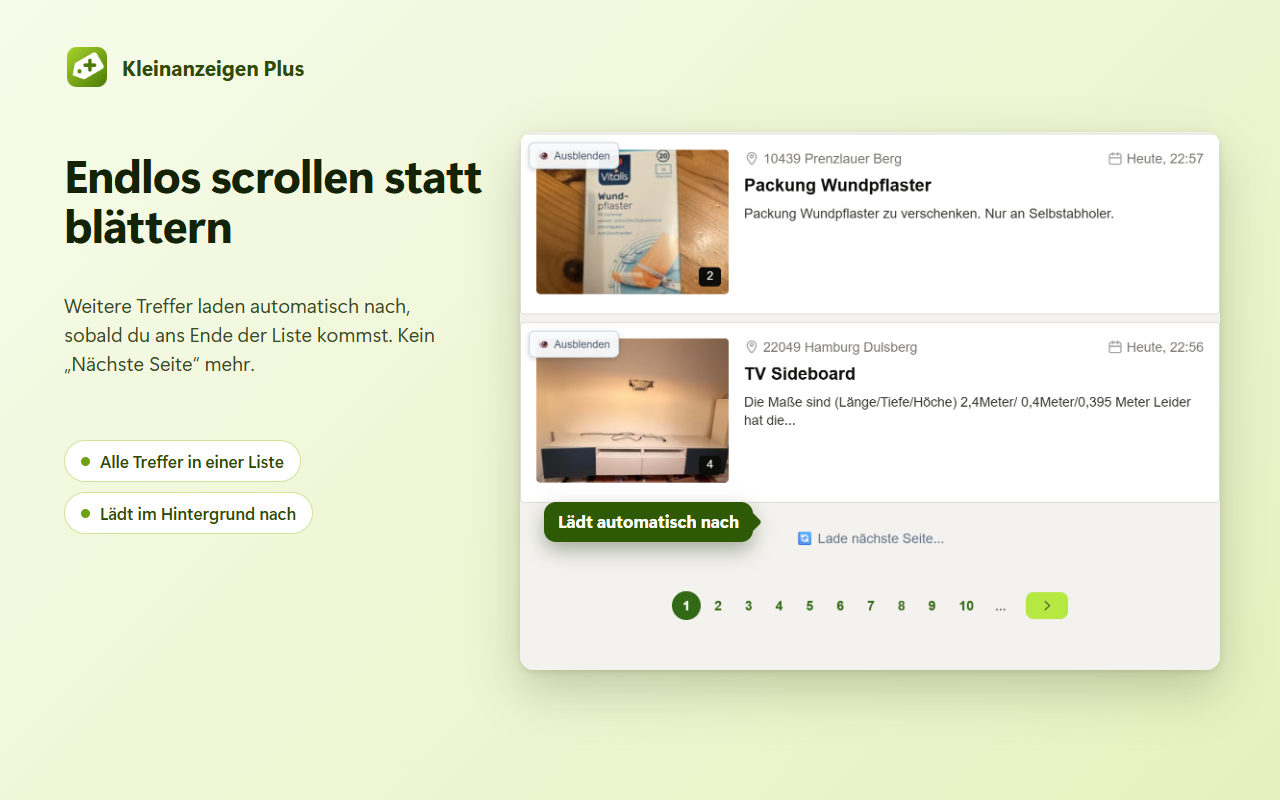 Kleinanzeigen Plus
Endlos scrollen statt
blättern
Weitere Treffer laden automatisch nach,
sobald du ans Ende der Liste kommst. Kein
„Nächste Seite“ mehr.
Alle Treffer in einer Liste
Lädt im Hintergrund nach
Ausblenden
20
Vitalis
Wund-
pflaster
2
10439 Prenzlauer Berg
Heute, 22:57
Packung Wundpflaster
Packung Wundpflaster zu verschenken. Nur an Selbstabholer.
Ausblenden
4
22049 Hamburg Dulsberg
Heute, 22:56
TV Sideboard
Die Maße sind (Länge/Tiefe/Höche) 2,4Meter/ 0,4Meter/0,395 Meter Leider
hat die...
Lädt automatisch nach
Lade nächste Seite...
1 2 3 4 5 6 7 8 9 10 ...